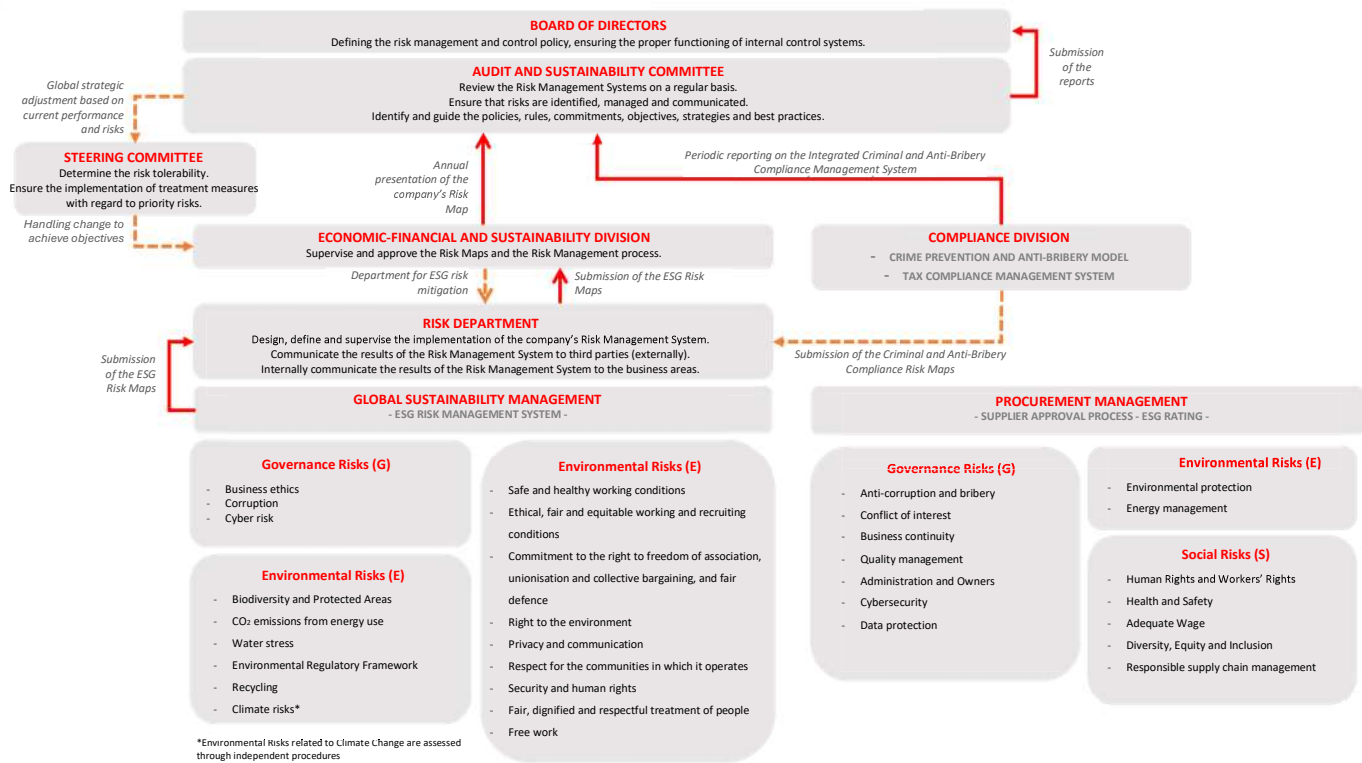 BOARD OF DIRECTORS
Defining the risk management and control policy, ensuring the proper functioning of internal control systems.
Submission
of the
reports
AUDIT AND SUSTAINABILITY COMMITTEE
Review the Risk Management Systems on a regular basis.
Ensure that risks are identified, managed and communicated.
Identify and guide the policies, rules, commitments, objectives, strategies and best practices.
Global strategic
adjustment based on
current performance
and risks
STEERING COMMITTEE
Determine the risk tolerability.
Ensure the implementation of treatment measures
with regard to priority risks.
Annual
presentation of the
company's Risk
Map
Periodic reporting on the Integrated Criminal and Anti-Bribery
Compliance Management System
Handling change to
achieve objectives
ECONOMIC-FINANCIAL AND SUSTAINABILITY DIVISION
Supervise and approve the Risk Maps and the Risk Management process.
COMPLIANCE DIVISION
- CRIME PREVENTION AND ANTI-BRIBERY MODEL
- TAX COMPLIANCE MANAGEMENT SYSTEM
Department for ESG risk
mitigation
Submission of the ESG Risk
Maps
RISK DEPARTMENT
Design, define and supervise the implementation of the company's Risk Management System.
Communicate the results of the Risk Management System to third parties (externally).
Internally communicate the results of the Risk Management System to the business areas.
Submission
of the ESG
Risk Maps
Submission of the Criminal and Anti-Bribery
Compliance Risk Maps
GLOBAL SUSTAINABILITY MANAGEMENT
- ESG RISK MANAGEMENT SYSTEM -
PROCUREMENT MANAGEMENT
- SUPPLIER APPROVAL PROCESS - ESG RATING -
Governance Risks (G)
- Business ethics
- Corruption
- Cyber risk
Environmental Risks (E)
- Biodiversity and Protected Areas
- CO2 emissions from energy use
- Water stress
- Environmental Regulatory Framework
- Recycling
- Climate risks*
*Environmental Risks related to Climate Change are assessed
through independent procedures
Environmental Risks (E)
- Safe and healthy working conditions
- Ethical, fair and equitable working and recruiting
conditions
- Commitment to the right to freedom of association,
unionisation and collective bargaining, and fair
defence
- Right to the environment
- Privacy and communication
- Respect for the communities in which it operates
- Security and human rights
- Fair, dignified and respectful treatment of people
- Free work
Governance Risks (G)
- Anti-corruption and bribery
- Conflict of interest
- Business continuity
- Quality management
- Administration and Owners
- Cybersecurity
- Data protection
Environmental Risks (E)
- Environmental protection
- Energy management
Social Risks (S)
- Human Rights and Workers' Rights
- Health and Safety
- Adequate Wage
- Diversity, Equity and Inclusion
- Responsible supply chain management